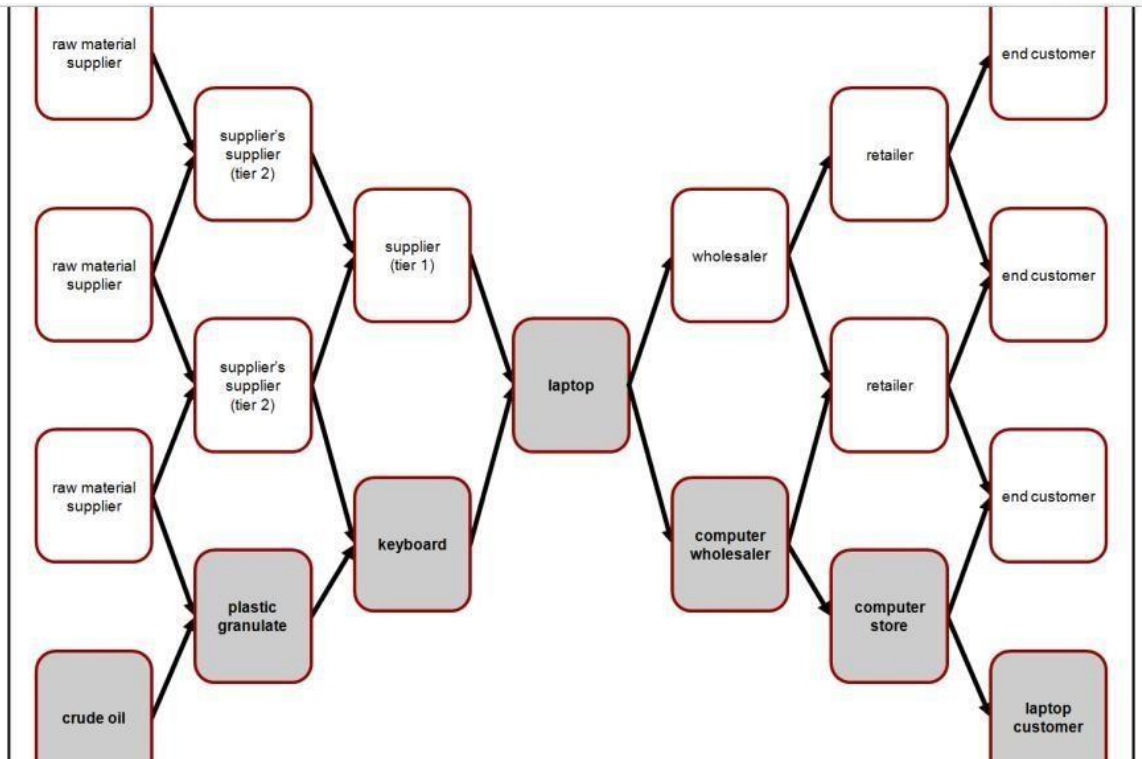 raw material
supplier
raw material
supplier
raw material
supplier
crude oil
supplier's
supplier
(tier 2)
supplier's
supplier
(tier 2)
plastic
granulate
supplier
(tier 1)
keyboard
laptop
wholesaler
computer
wholesaler
retailer
retailer
computer
store
end customer
end customer
end customer
laptop
customer